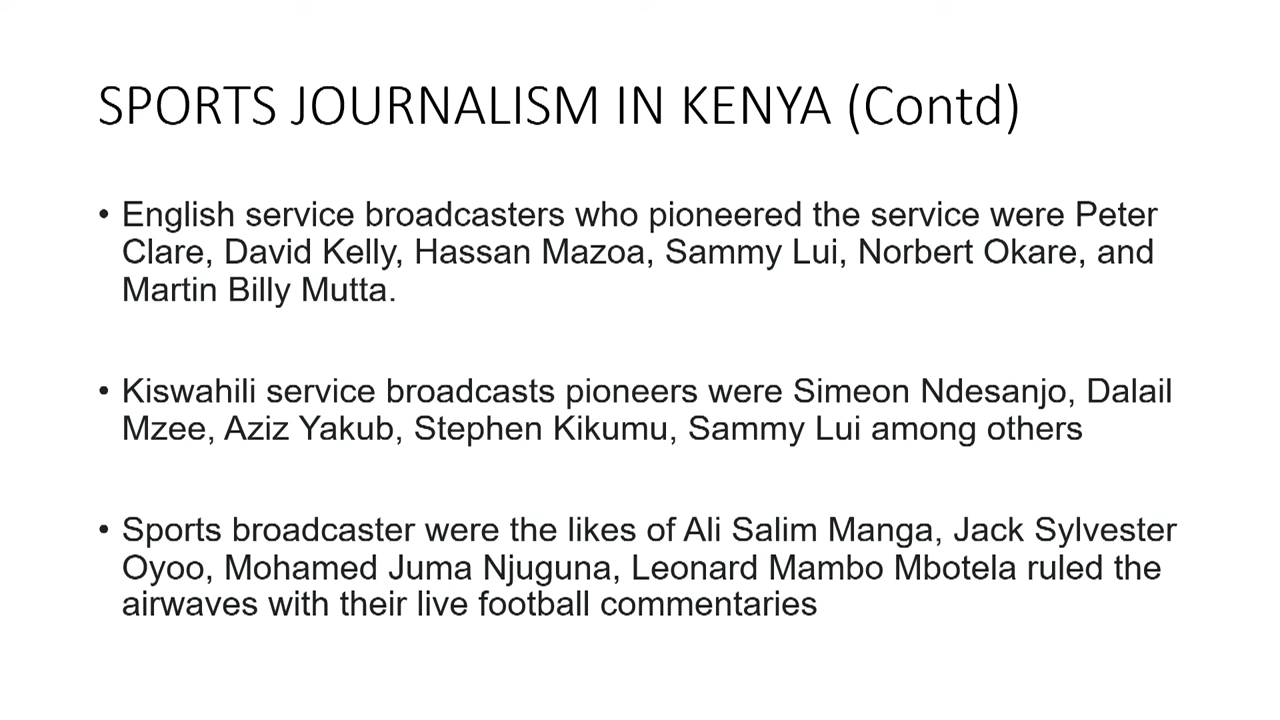 SPORTS JOURNALISM IN KENYA (Contd)
• English service broadcasters who pioneered the service were Peter
Clare, David Kelly, Hassan Mazoa, Sammy Lui, Norbert Okare, and
Martin Billy Mutta.
• Kiswahili service broadcasts pioneers were Simeon Ndesanjo, Dalail
Mzee, Aziz Yakub, Stephen Kikumu, Sammy Lui among others
• Sports broadcaster were the likes of Ali Salim Manga, Jack Sylvester
Oyoo, Mohamed Juma Njuguna, Leonard Mambo Mbotela ruled the
airwaves with their live football commentaries